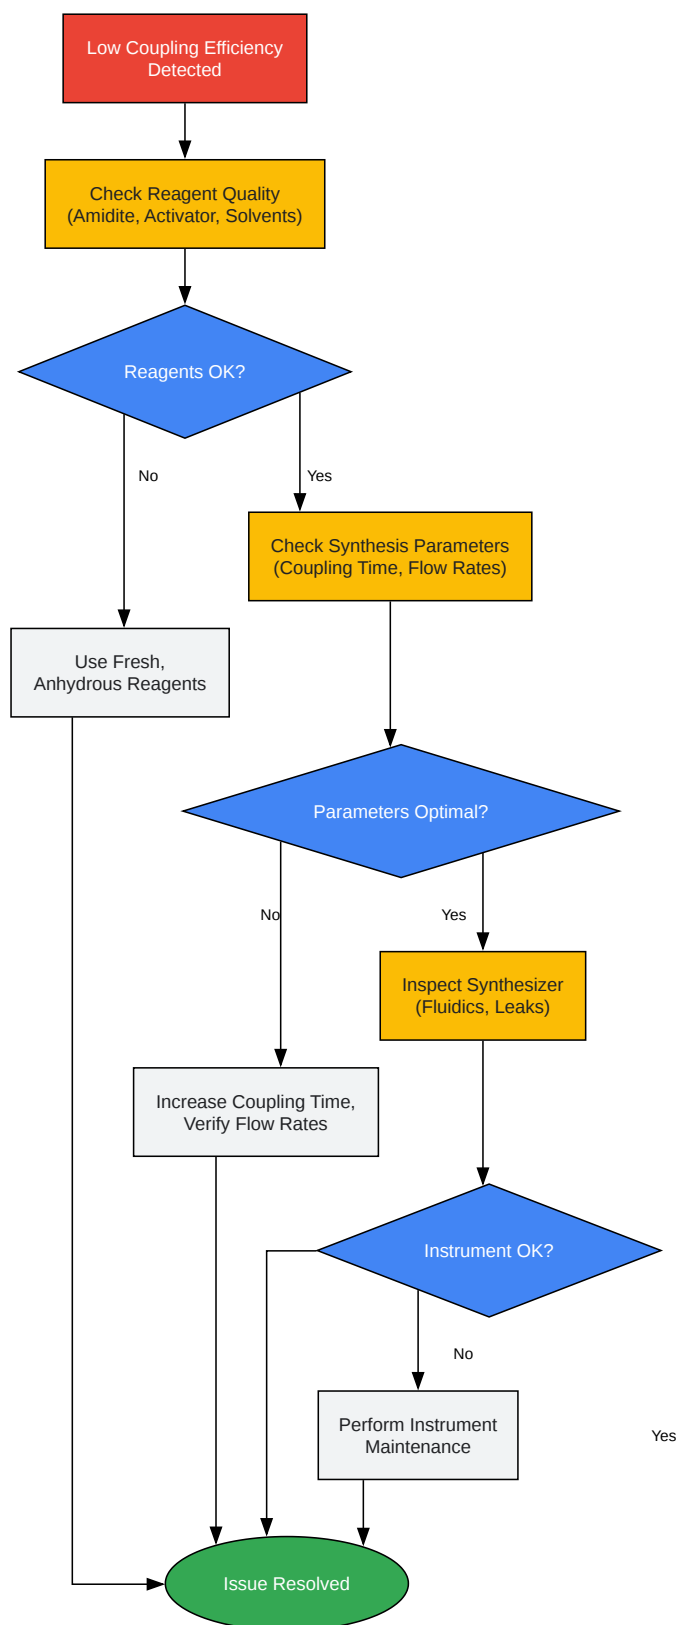 Low Coupling Efficiency
Detected
Check Reagent Quality
(Amidite, Activator, Solvents)
Reagents OK?
No
Yes
Check Synthesis Parameters
(Coupling Time, Flow Rates)
Use Fresh,
Anhydrous Reagents
Parameters Optimal?
No
Yes
Inspect Synthesizer
(Fluidics, Leaks)
Increase Coupling Time,
Verify Flow Rates
Instrument OK?
No
Perform Instrument
Maintenance
Yes
Issue Resolved